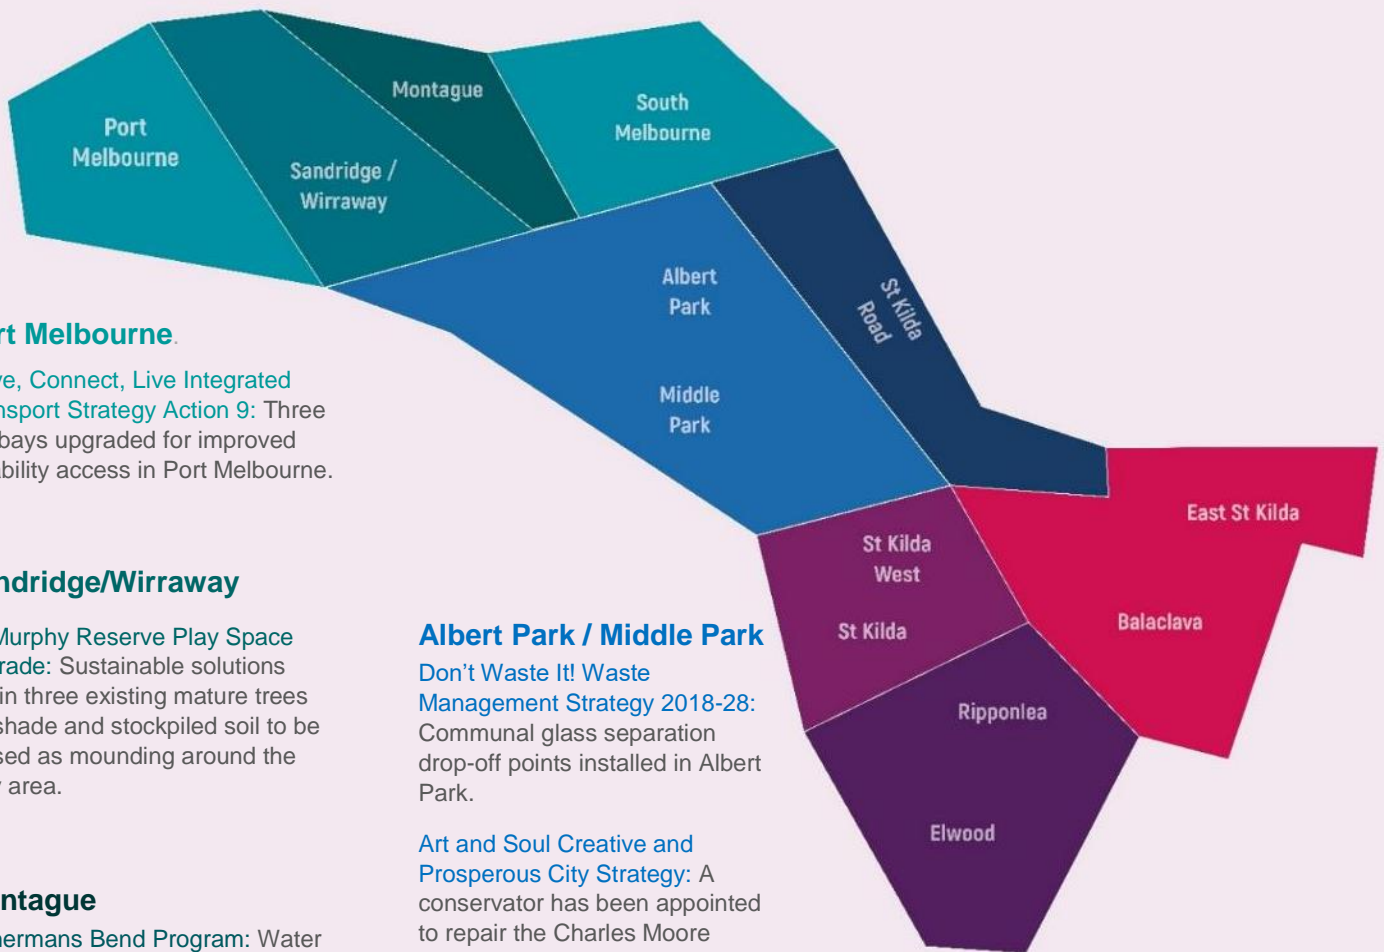 Montague
South
Melbourne
Port
Melbourne
Sandridge /
Wirraway
Albert
Park
St Kilda
Road
Middle
Park
East St Kilda
St Kilda
West
St Kilda
Balaclava
Ripponlea
Elwood
rt Melbourne.
ve, Connect, Live Integrated
nsport Strategy Action 9: Three
bays upgraded for improved
ability access in Port Melbourne.
ndridge/Wirraway
Murphy Reserve Play Space
rade: Sustainable solutions
in three existing mature trees
shade and stockpiled soil to be
sed as mounding around the
area.
ntague
hermans Bend Program: Water
Albert Park / Middle Park
Don't Waste It! Waste
Management Strategy 2018-28:
Communal glass separation
drop-off points installed in Albert
Park.
Art and Soul Creative and
Prosperous City Strategy: A
conservator has been appointed
to repair the Charles Moore